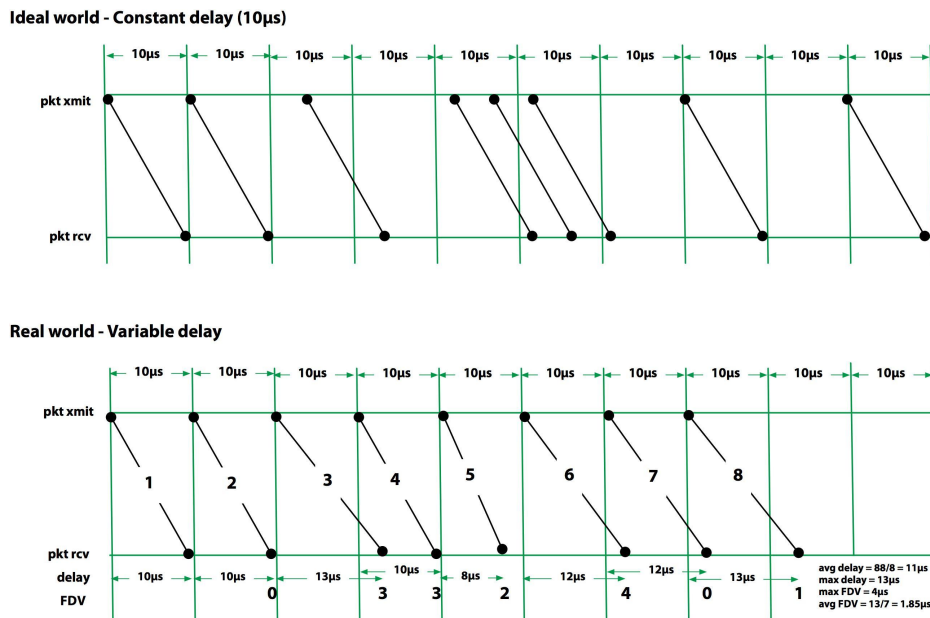 Ideal world - Constant delay (10µs)
10µs 10µs 10µs 10µs 10µs 10µs 10µs 10µs 10µs 10µs
pkt xmit
pkt rcv
Real world - Variable delay
10µs 10µs 10µs 10µs 10µs 10µs 10µs 10µs 10µs 10µs
pkt xmit
1 2 3 4 5 6 7 8
pkt rcv
delay 10µs 10µs 13µs 10µs 8µs 12µs 12µs 13µs
FDV 0 3 3 2 4 0 1
avg delay = 88/8 = 11µs
max delay = 13µs
max FDV = 4µs
avg FDV = 13/7 = 1.85µs